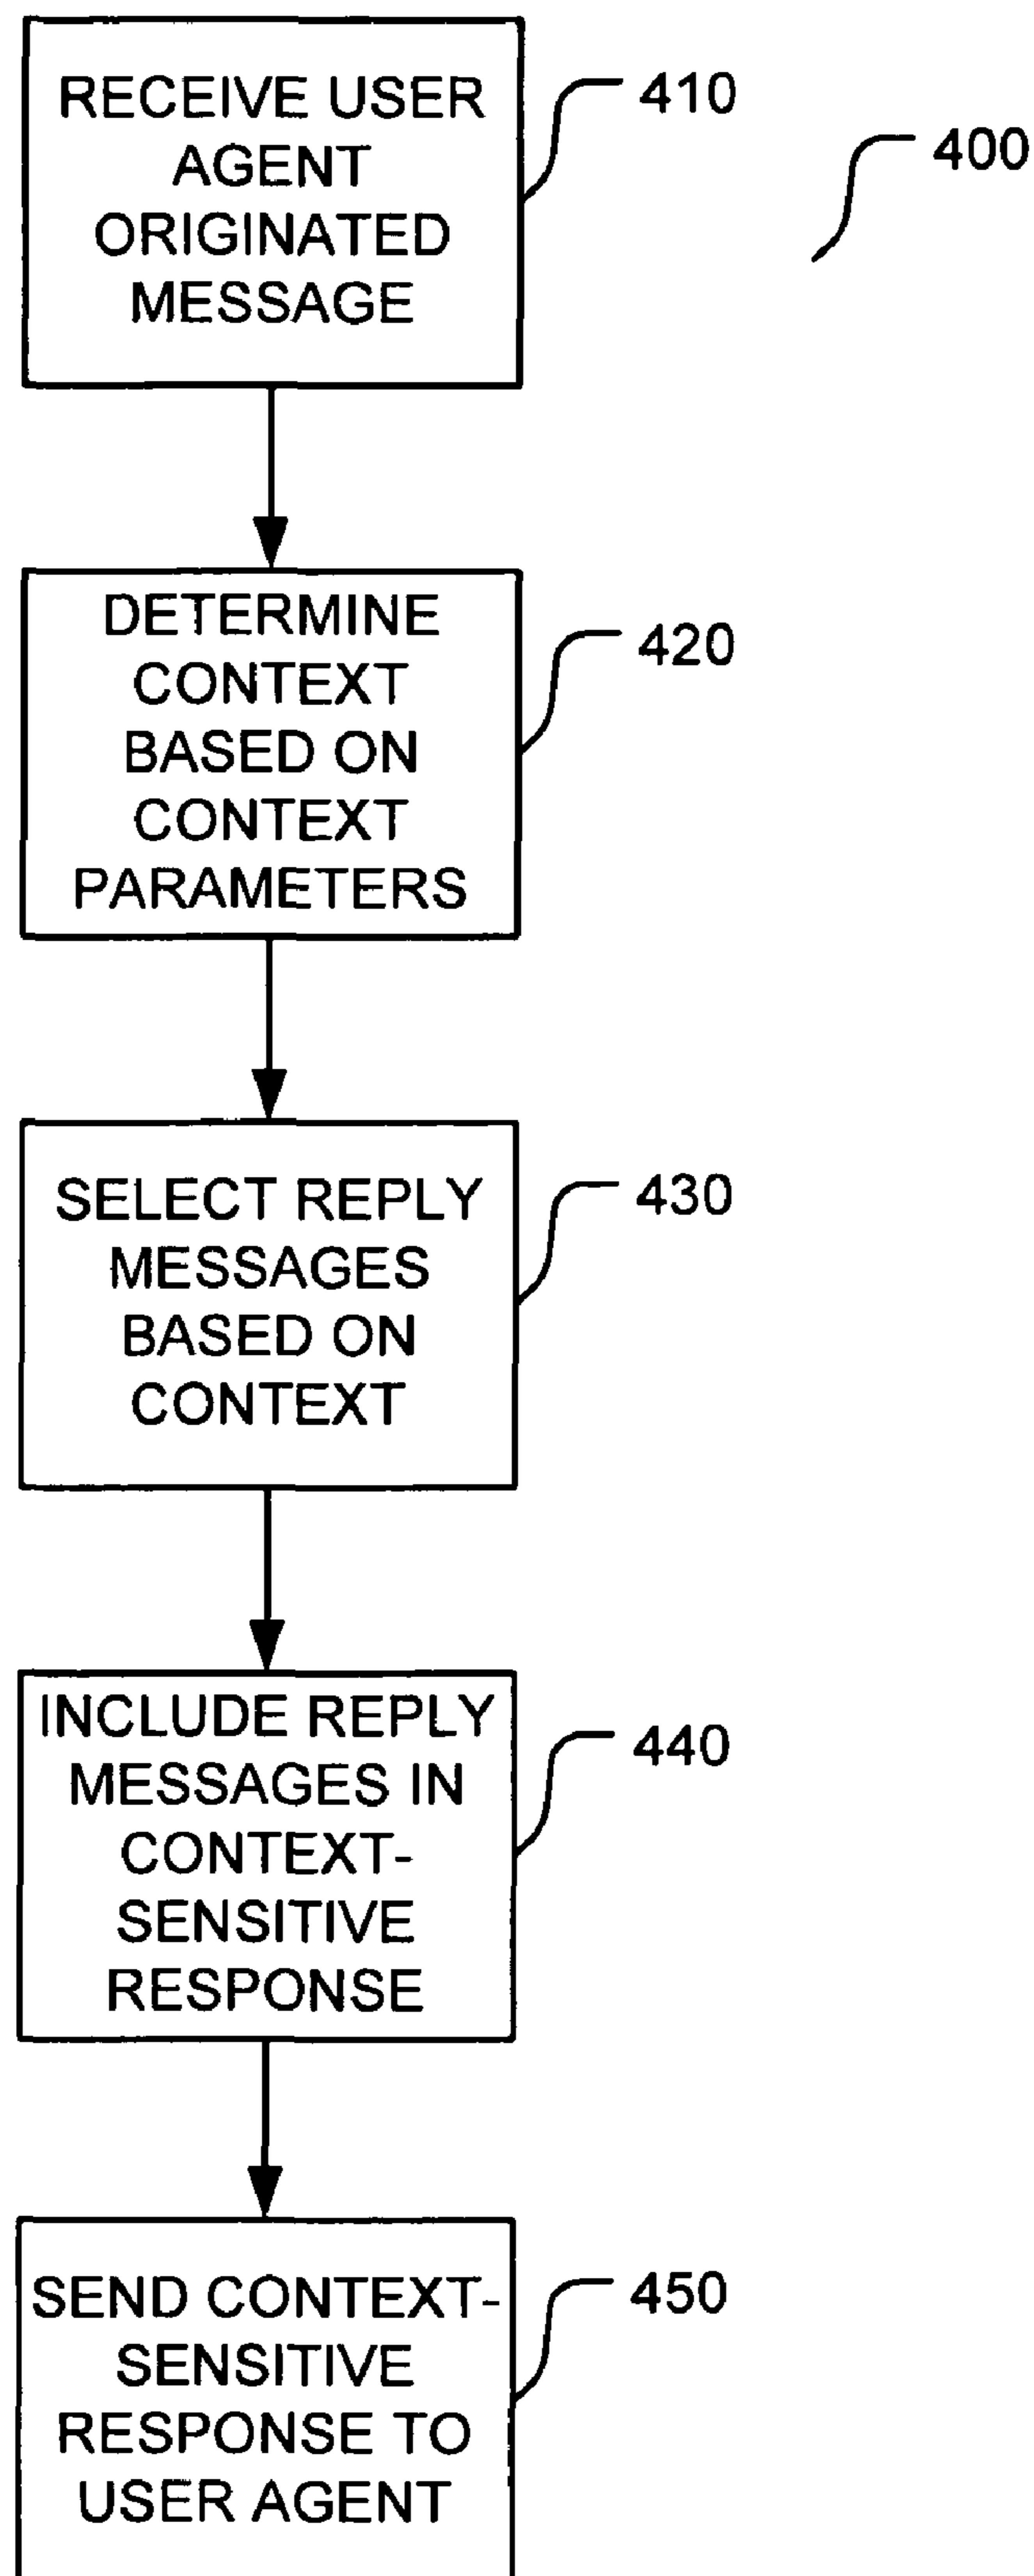 RECEIVE USER
AGENT
ORIGINATED
MESSAGE
410
400
DETERMINE
CONTEXT
BASED ON
CONTEXT
PARAMETERS
420
SELECT REPLY
MESSAGES
BASED ON
CONTEXT
430
INCLUDE REPLY
MESSAGES IN
CONTEXT-
SENSITIVE
RESPONSE
440
SEND CONTEXT-
SENSITIVE
RESPONSE TO
USER AGENT
450